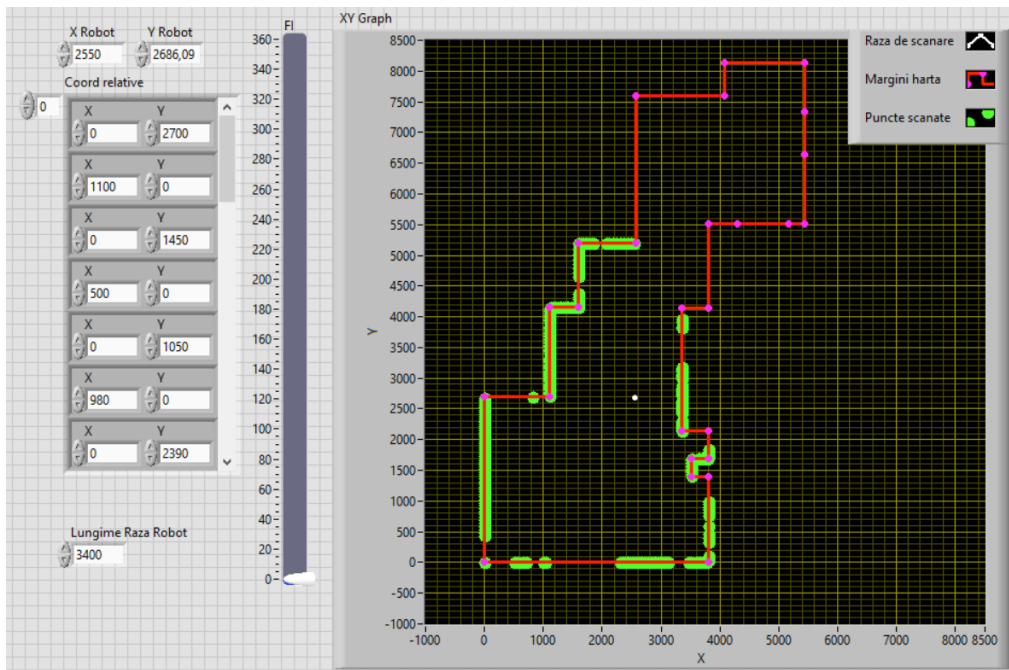 X Robot
Y Robot
2550
2686,09
Coord relative
0
X Y
0 2700
X Y
1100 0
X Y
0 1450
X Y
500 0
X Y
0 1050
X Y
980 0
X Y
0 2390
Lungime Raza Robot
3400
FI
360
340
320
300
280
260
240
220
200
180
160
140
120
100
80
60
40
20
0
XY Graph
Raza de scanare
Margini harta
Puncte scanate
8500
8000
7500
7000
6500
6000
5500
5000
4500
4000
3500
3000
2500
2000
1500
1000
500
0
-500
-1000
Y
-1000 0 1000 2000 3000 4000 5000 6000 7000 8000 8500
X